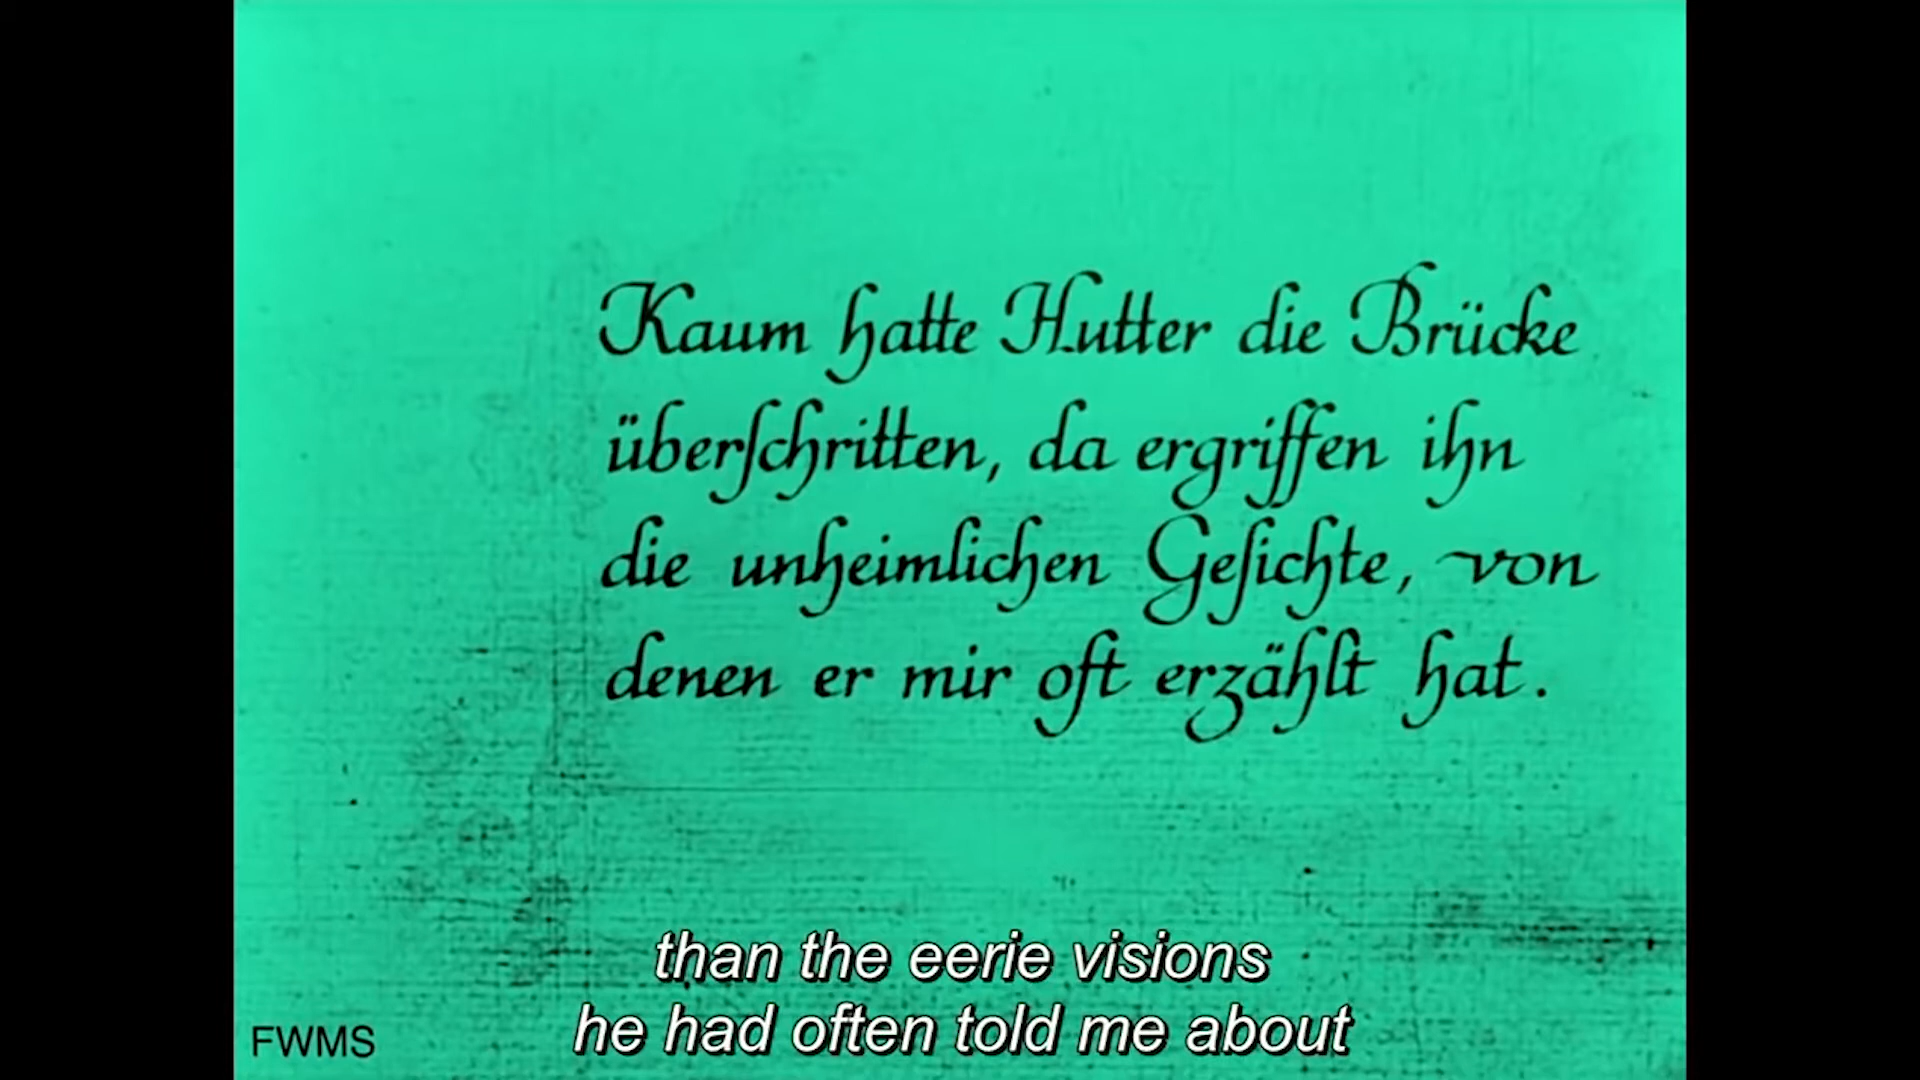 Kaum hatte Hutter die Brücke
überſchritten, da ergriffen ihn
die unheimlichen Geſichte, von
denen er mir oft erzählt hat.
than the eerie visions
he had often told me about
FWMS